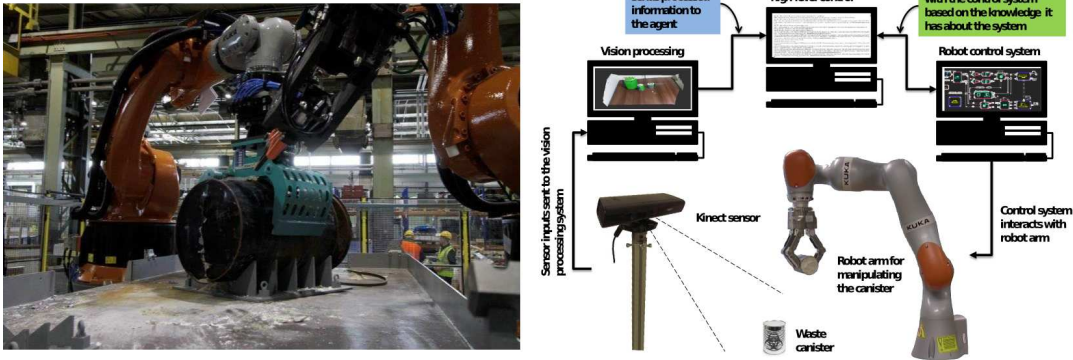 information to
the agent
with the control system
based on the knowledge it
has about the system
Vision processing
Robot control system
Sensor inputs sent to the vision
processing system
Kinect sensor
KUKA
KUKA
Control system
interacts with
robot arm
Robot arm for
manipulating
the canister
Waste
canister